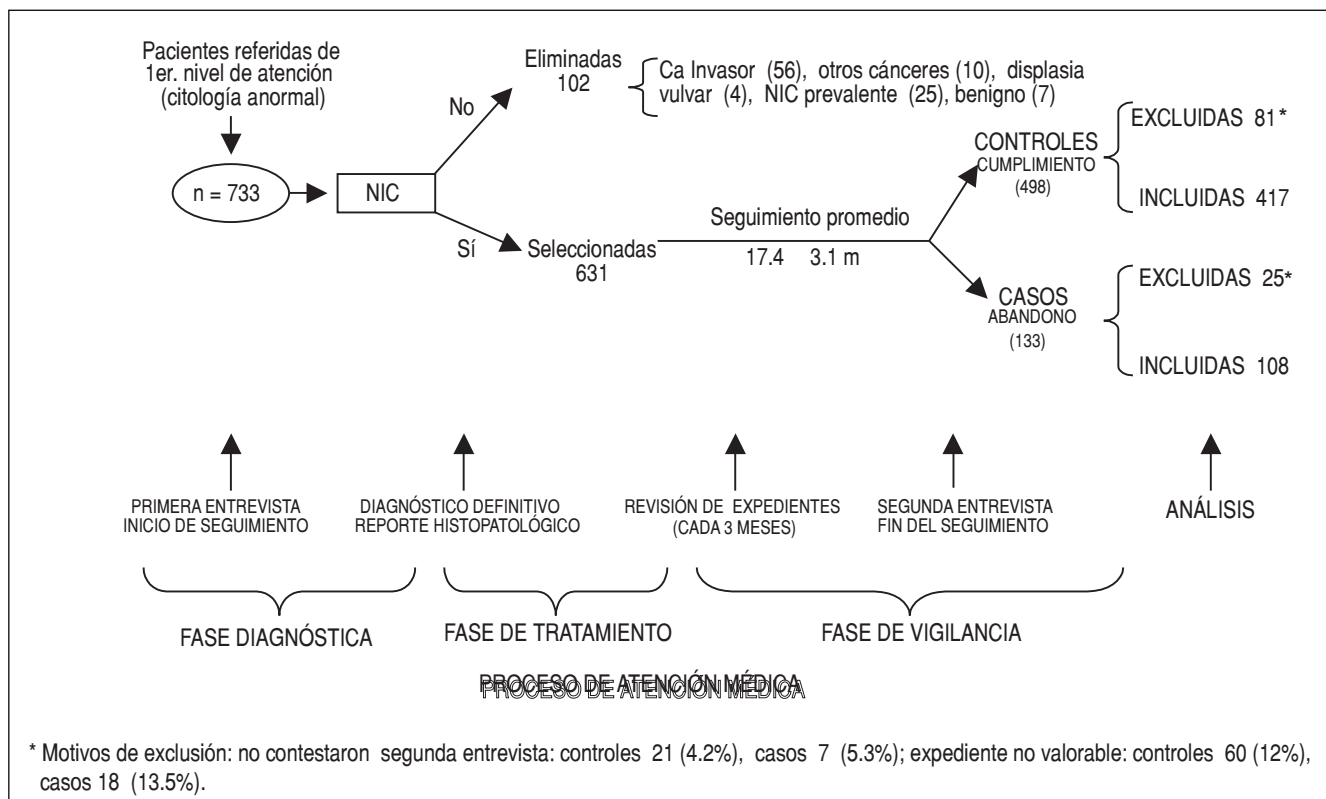 Pacientes referidas de
1er. nivel de atención
(citología anormal)
n = 733
NIC
No
Sí
Eliminadas
102
Ca Invasor (56), otros cánceres (10), displasia
vulvar (4), NIC prevalente (25), benigno (7)
Seleccionadas
631
Seguimiento promedio
17.4 3.1 m
CONTROLES
CUMPLIMIENTO
(498)
EXCLUIDAS 81*
INCLUIDAS 417
CASOS
ABANDONO
(133)
EXCLUIDAS 25*
INCLUIDAS 108
PRIMERA ENTREVISTA
INICIO DE SEGUIMIENTO
DIAGNÓSTICO DEFINITIVO
REPORTE HISTOPATOLÓGICO
REVISIÓN DE EXPEDIENTES
(CADA 3 MESES)
SEGUNDA ENTREVISTA
FIN DEL SEGUIMIENTO
ANÁLISIS
FASE DIAGNÓSTICA
FASE DE TRATAMIENTO
FASE DE VIGILANCIA
PROCESO DE ATENCIÓN MÉDICA
* Motivos de exclusión: no contestaron segunda entrevista: controles 21 (4.2%), casos 7 (5.3%); expediente no valorable: controles 60 (12%),
casos 18 (13.5%).